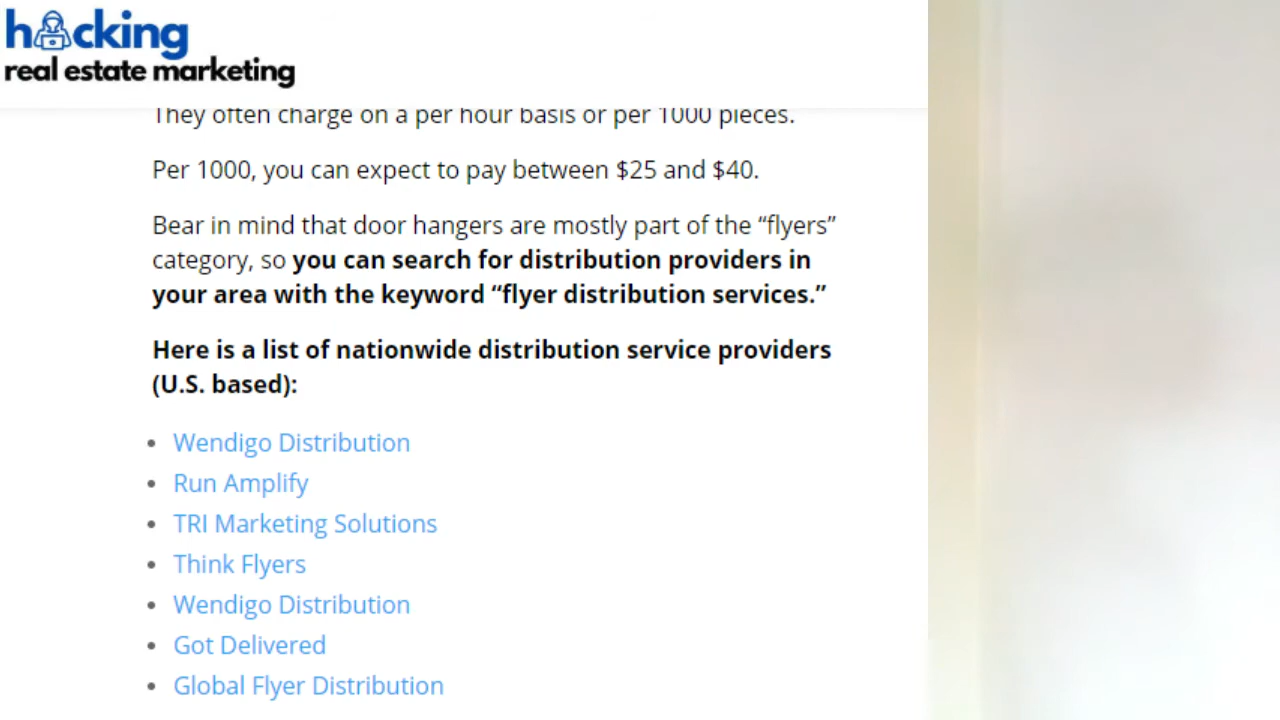 hacking
real estate marketing
They often charge on a per hour basis or per 1000 pieces.
Per 1000, you can expect to pay between $25 and $40.
Bear in mind that door hangers are mostly part of the “flyers”
category, so you can search for distribution providers in
your area with the keyword “flyer distribution services.”
Here is a list of nationwide distribution service providers
(U.S. based):
• Wendigo Distribution
• Run Amplify
• TRI Marketing Solutions
• Think Flyers
• Wendigo Distribution
• Got Delivered
• Global Flyer Distribution